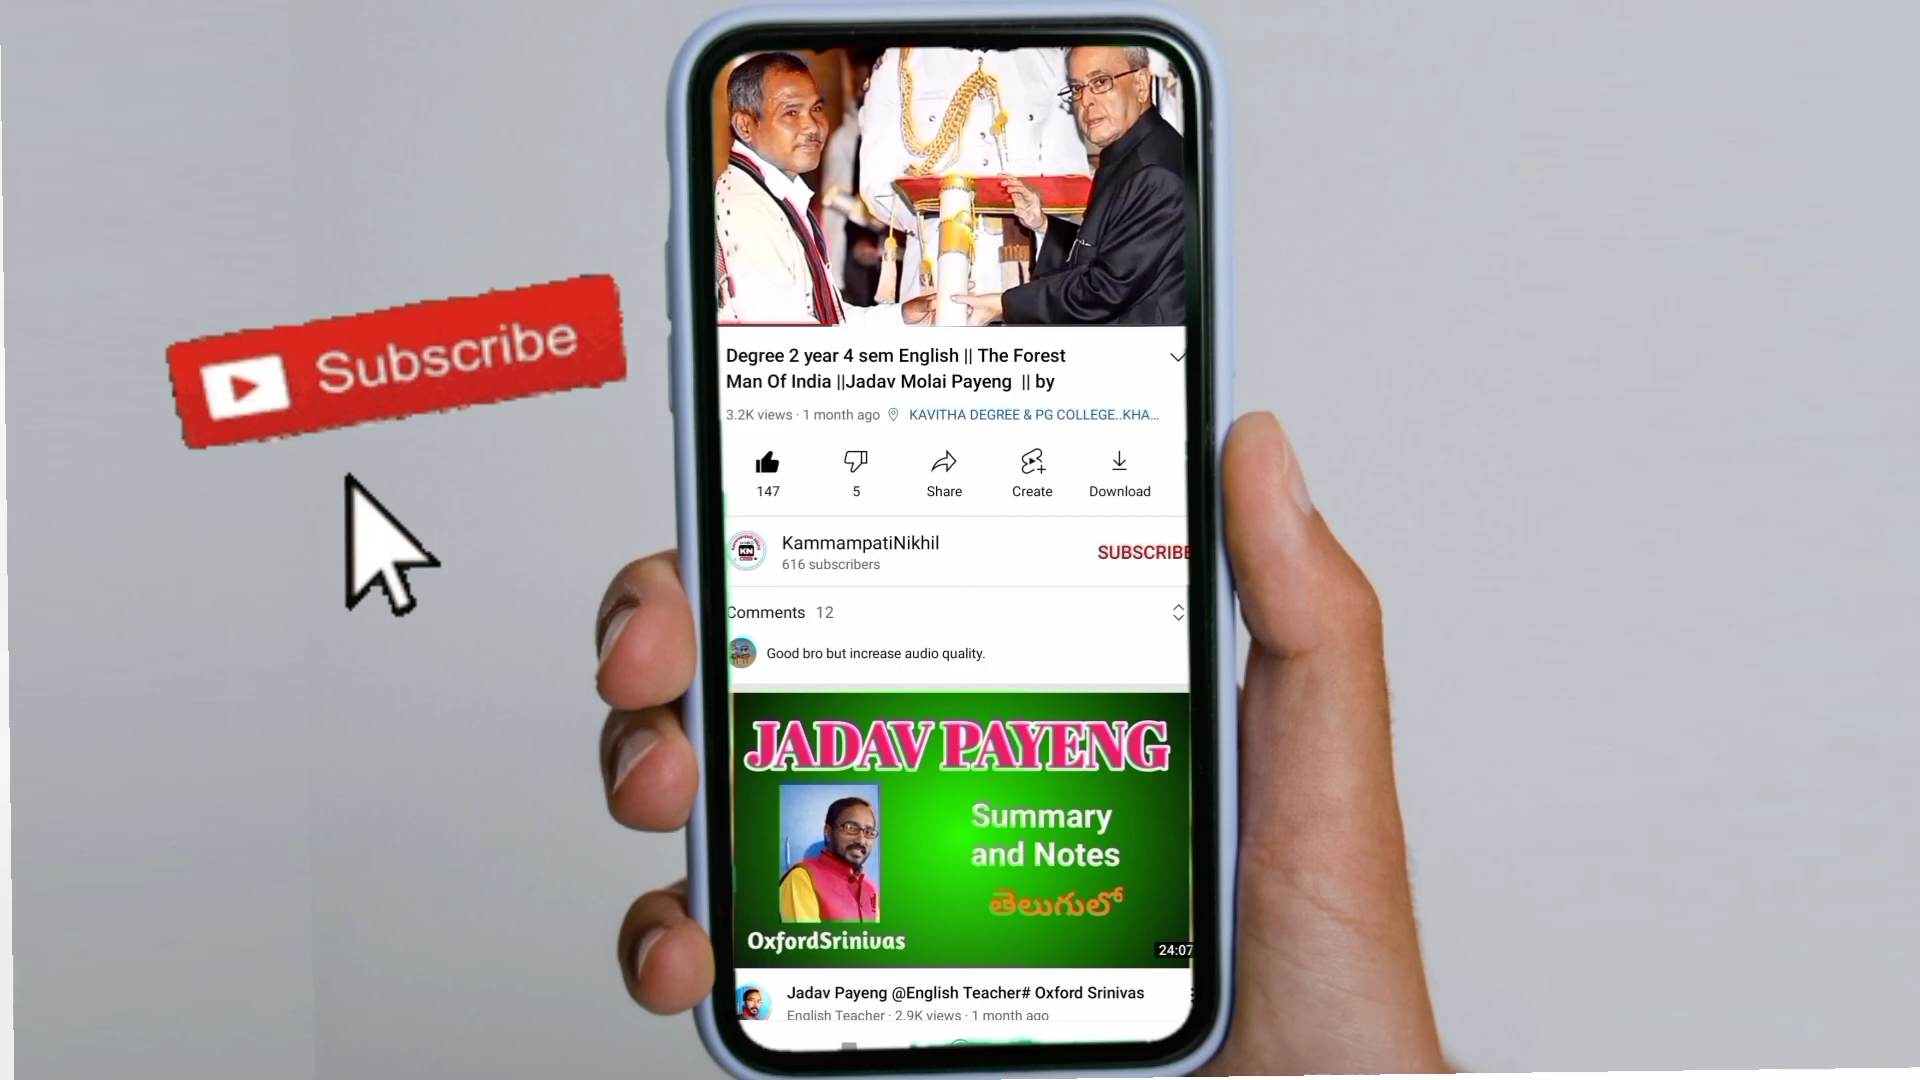 Subscribe
Degree 2 year 4 sem English || The Forest
Man Of India ||Jadav Molai Payeng || by
3.2K views · 1 month ago KAVITHA DEGREE & PG COLLEGE..KHA...
147
5
Share
Create
Download
KN
KammampatiNikhil
616 subscribers
SUBSCRIBE
Comments 12
Good bro but increase audio quality.
JADAV PAYENG
Summary
and Notes
తెలుగులో
OxfordSrinivas
24:07
Jadav Payeng @English Teacher# Oxford Srinivas
English Teacher · 2.9K views · 1 month ago